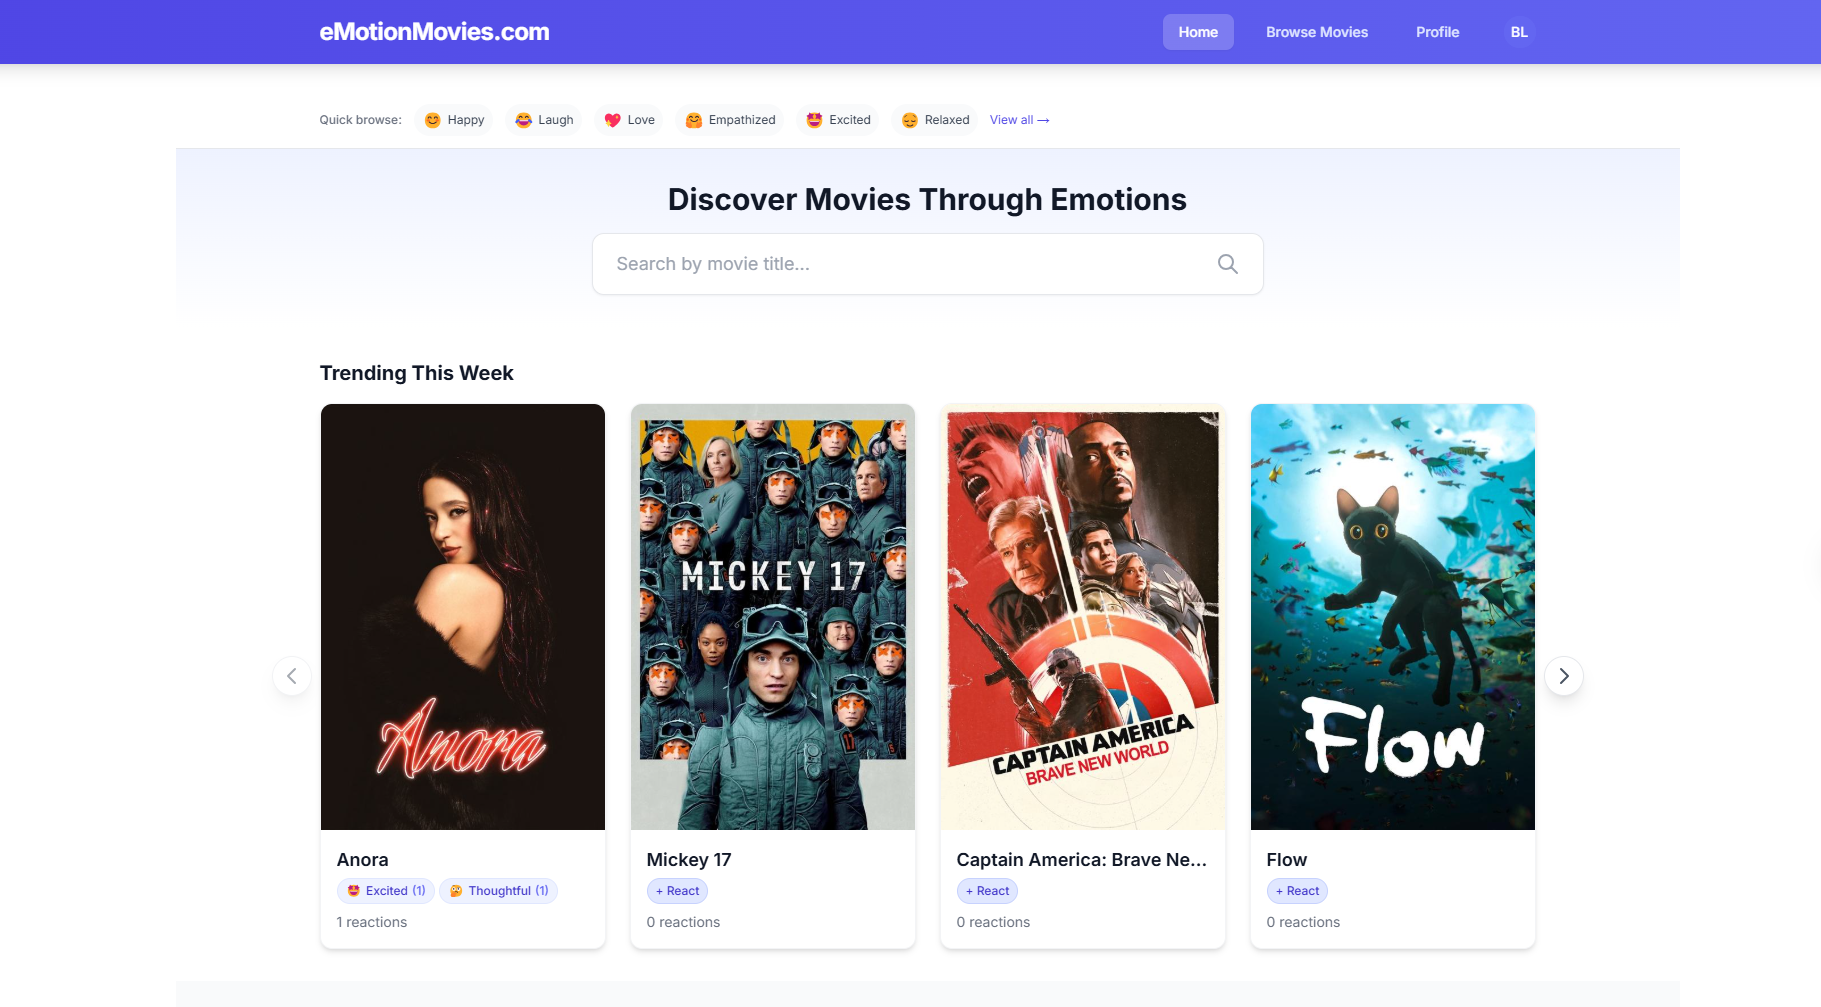 eMotionMovies.com
Home
Browse Movies
Profile
BL
Quick browse:
😊 Happy
😂 Laugh
💖 Love
🤗 Empathized
🤩 Excited
😌 Relaxed
View all →
Discover Movies Through Emotions
Search by movie title...
Trending This Week
Anora
MICKEY 17
17
CAPTAIN AMERICA
BRAVE NEW WORLD
Flow
Anora
🤩 Excited (1)
🤔 Thoughtful (1)
1 reactions
Mickey 17
+ React
0 reactions
Captain America: Brave Ne...
+ React
0 reactions
Flow
+ React
0 reactions